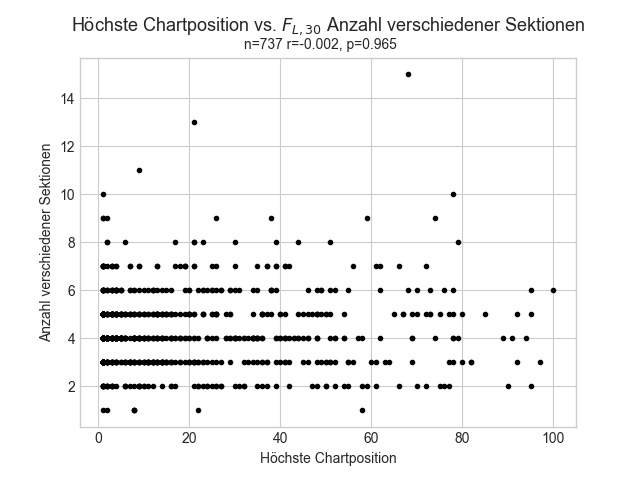 Höchste Chartposition vs. F_{L,30} Anzahl verschiedener Sektionen
n=737 r=-0.002, p=0.965
14
12
10
8
6
4
2
Anzahl verschiedener Sektionen
0 20 40 60 80 100
Höchste Chartposition